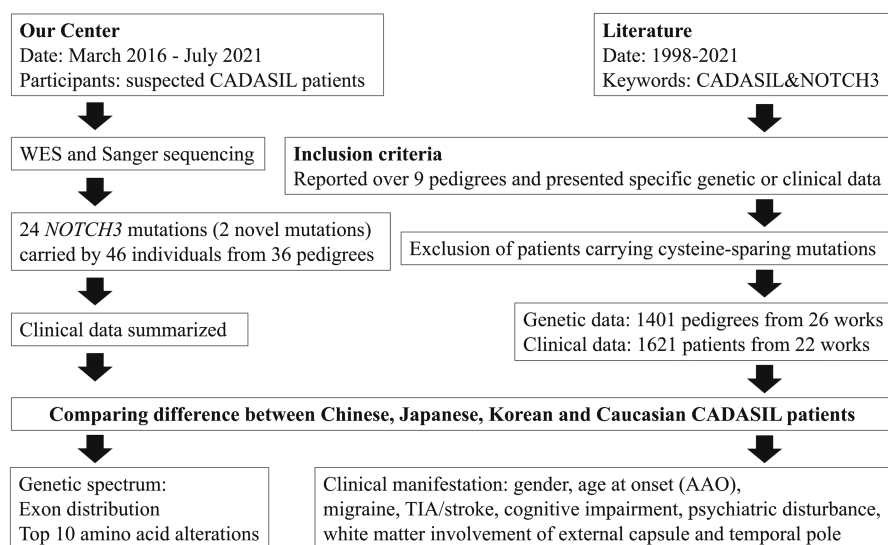 Our Center
Date: March 2016 - July 2021
Participants: suspected CADASIL patients
WES and Sanger sequencing
24 NOTCH3 mutations (2 novel mutations)
carried by 46 individuals from 36 pedigrees
Clinical data summarized
Literature
Date: 1998-2021
Keywords: CADASIL&NOTCH3
Inclusion criteria
Reported over 9 pedigrees and presented specific genetic or clinical data
Exclusion of patients carrying cysteine-sparing mutations
Genetic data: 1401 pedigrees from 26 works
Clinical data: 1621 patients from 22 works
Comparing difference between Chinese, Japanese, Korean and Caucasian CADASIL patients
Genetic spectrum:
Exon distribution
Top 10 amino acid alterations
Clinical manifestation: gender, age at onset (AAO),
migraine, TIA/stroke, cognitive impairment, psychiatric disturbance,
white matter involvement of external capsule and temporal pole